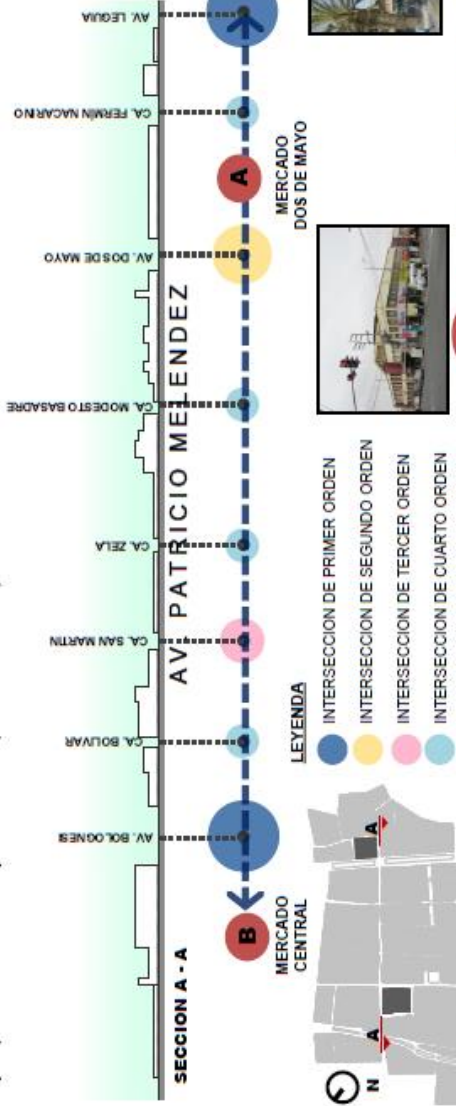 AV. BOLOGNESI
CA. BOLIVAR
CA. SAN MARTIN
CA. ZELA
CA. MODESTO BASADRE
AV. DOS DE MAYO
CA. FERMÍN NACARINO
AV. LEGUIA
SECCION A - A
AV. PATRICIO MELENDEZ
B
MERCADO
CENTRAL
A
MERCADO
DOS DE MAYO
LEYENDA
INTERSECCION DE PRIMER ORDEN
INTERSECCION DE SEGUNDO ORDEN
INTERSECCION DE TERCER ORDEN
INTERSECCION DE CUARTO ORDEN
N
A
A